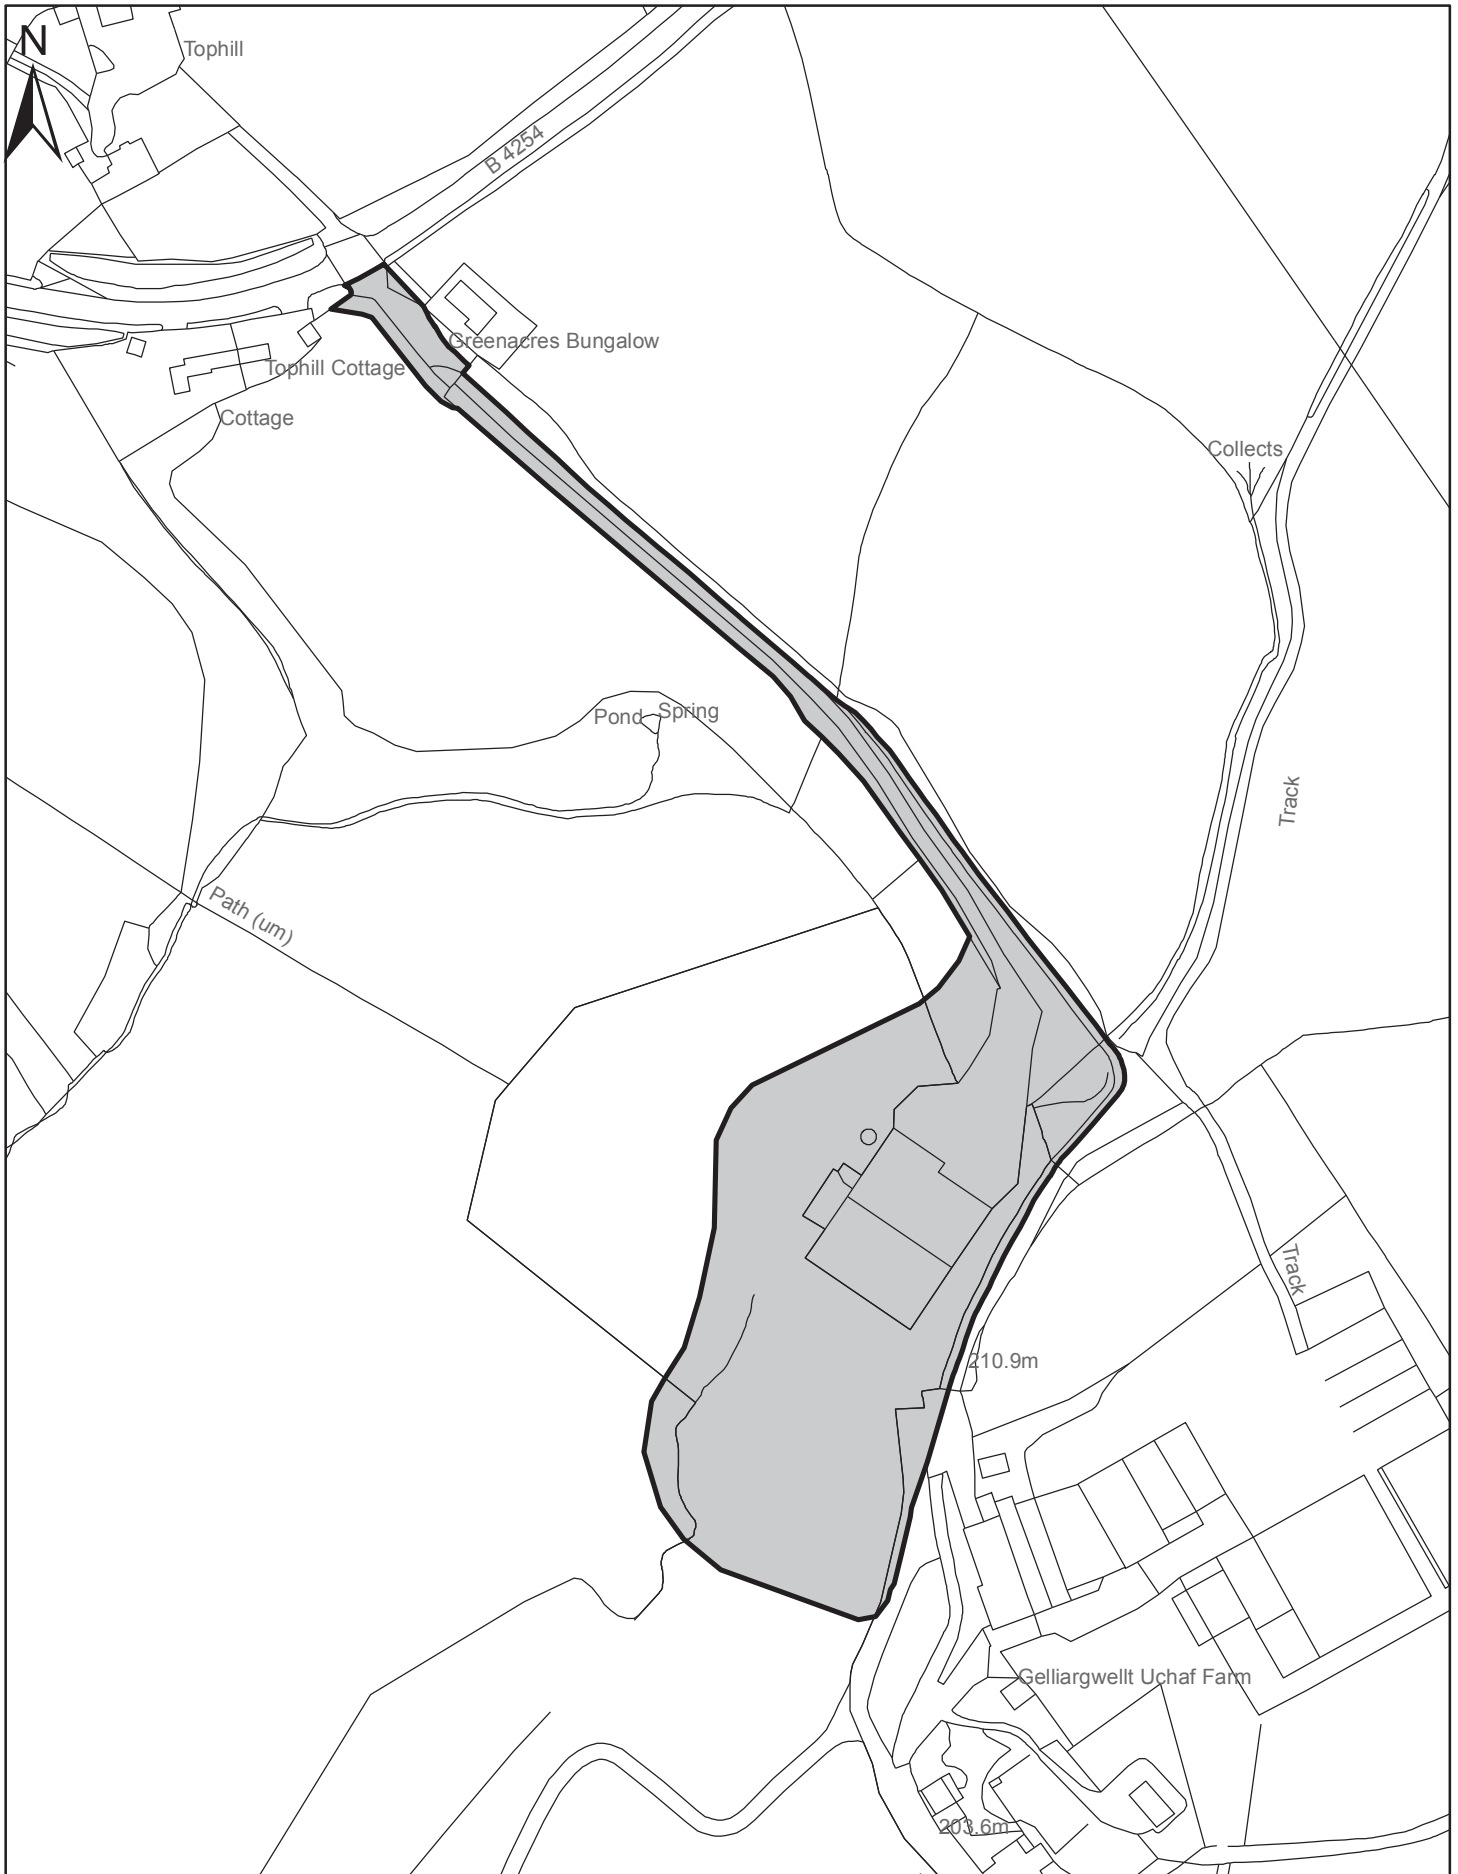 N
Tophill
B 4254
Greenacres Bungalow
Tophill Cottage
Cottage
Collects
Pond
Spring
Track
Path (um)
Track
210.9m
Gelliargwellt Uchaf Farm
203.6m